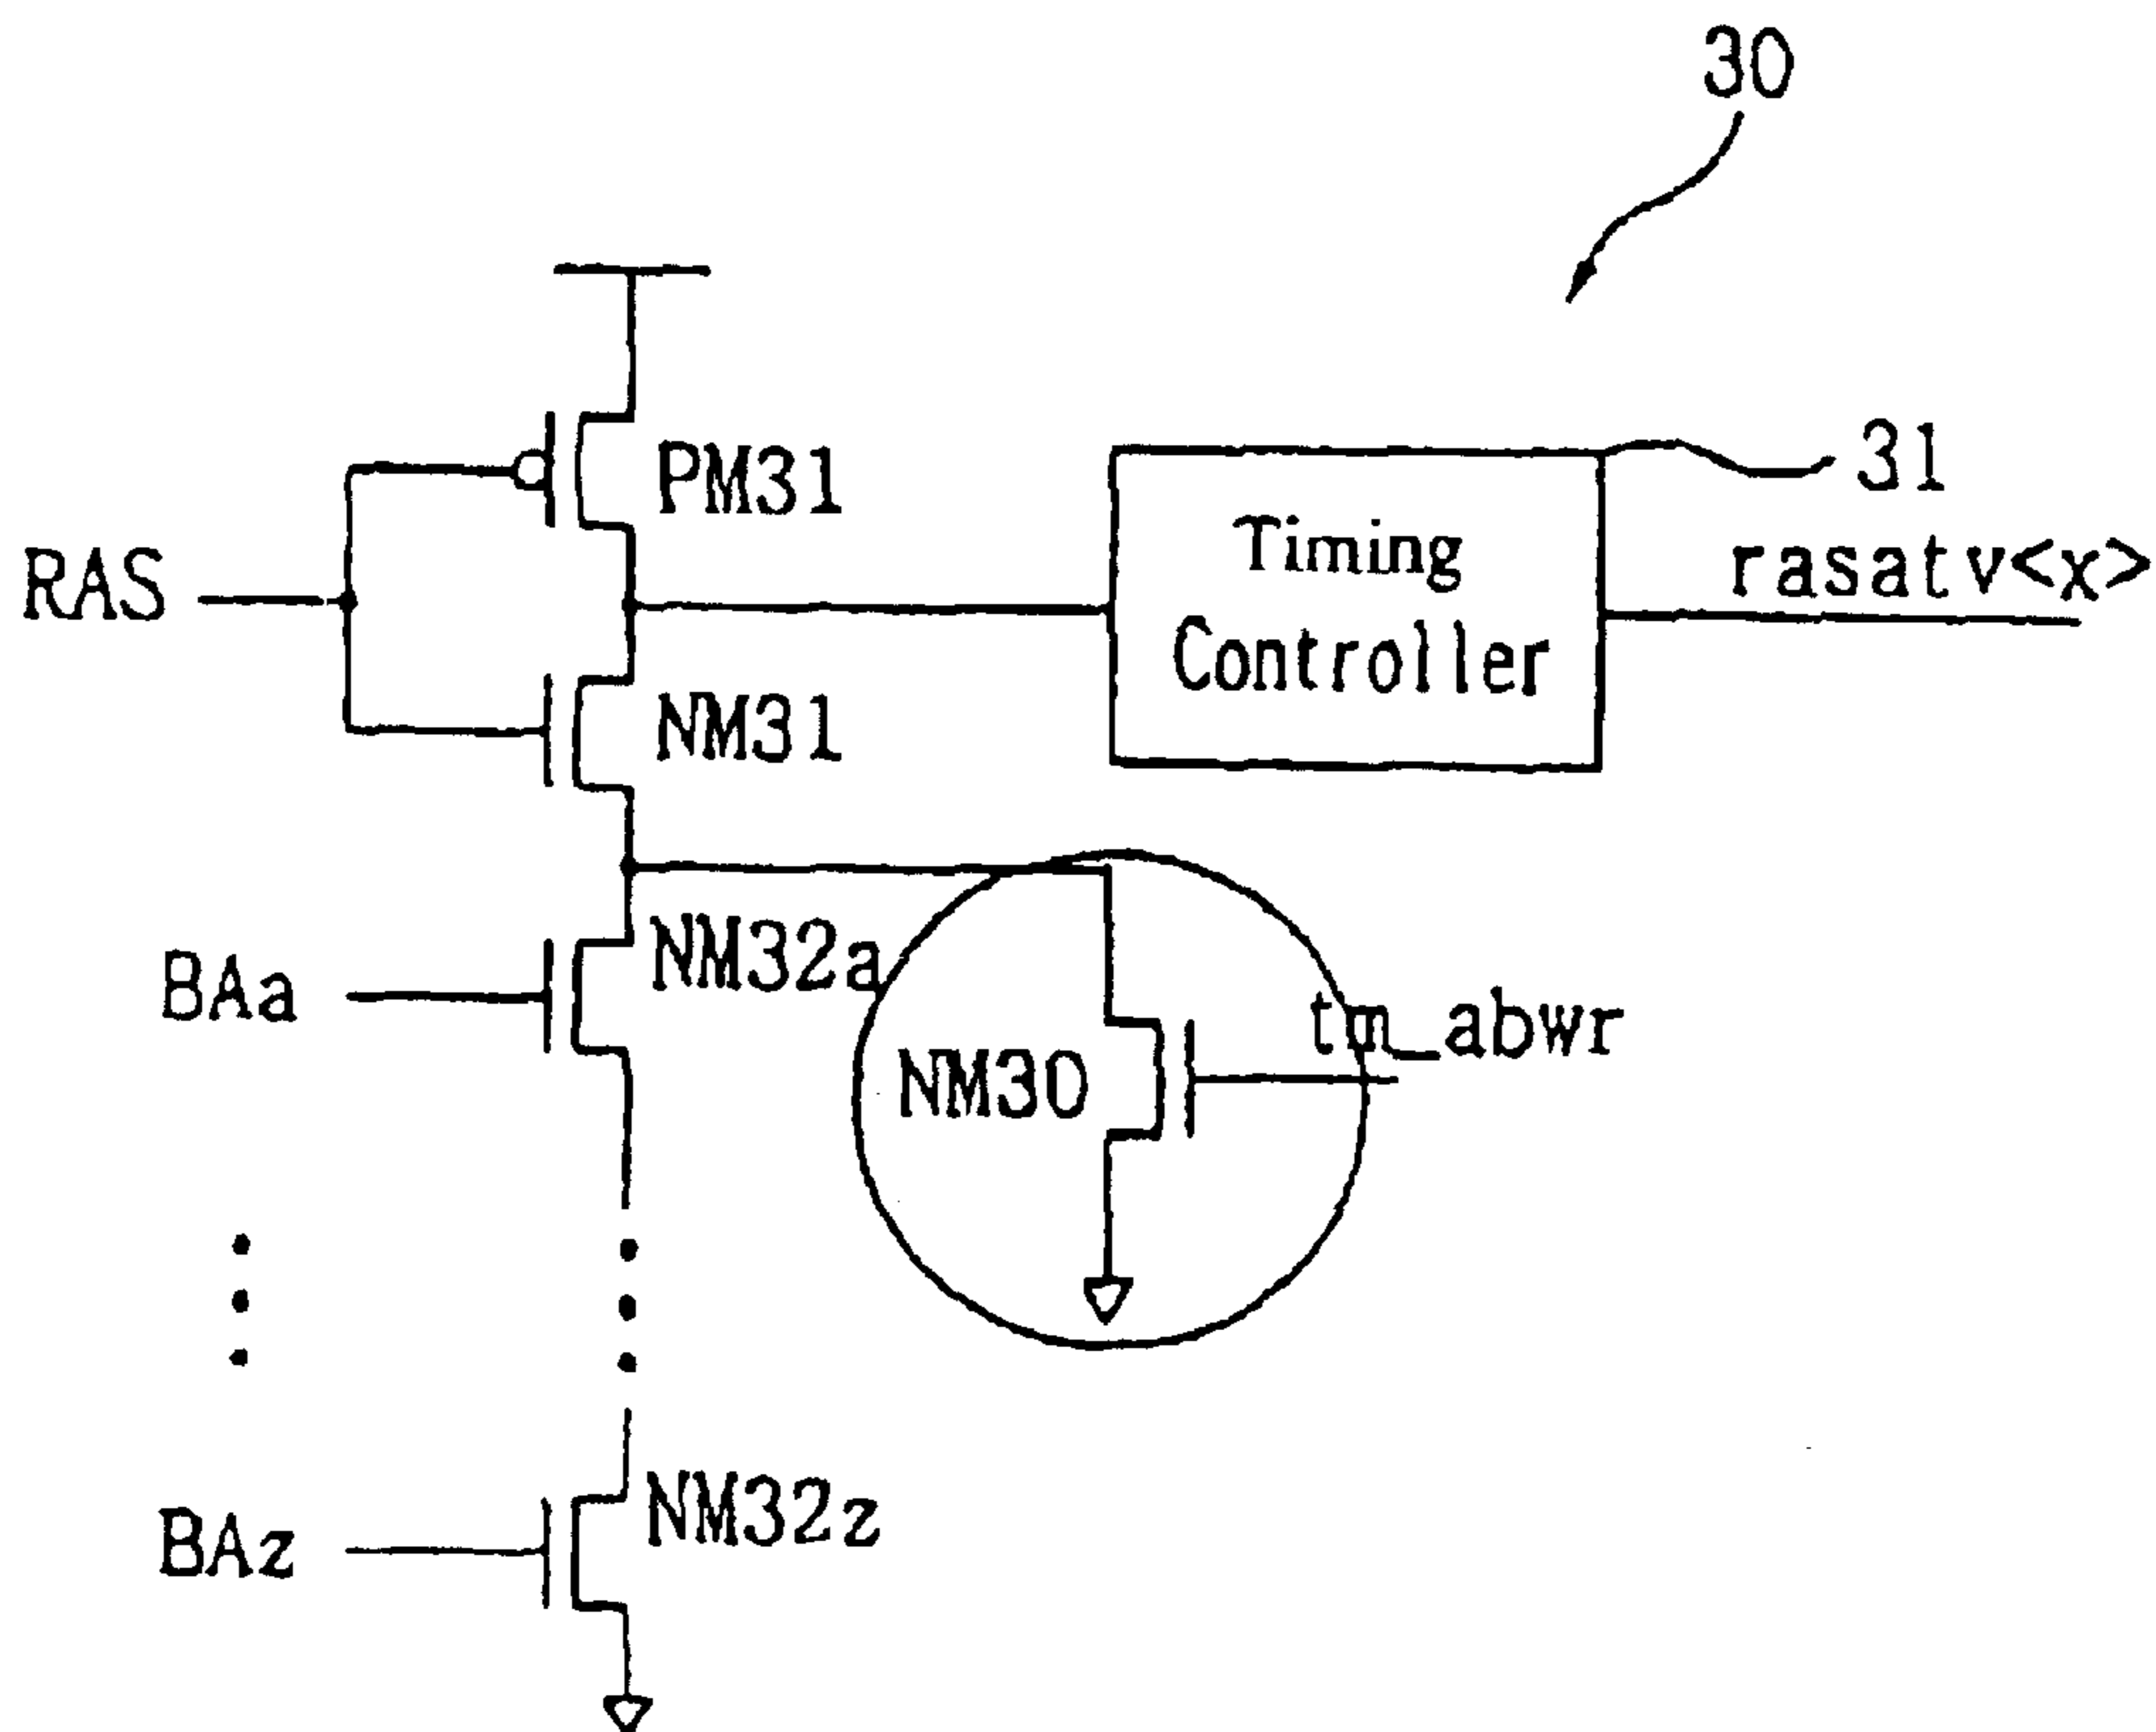 30
PM31
31
RAS
Timing
Controller
rasatv<x>
NM31
NM32a
BAa
tm_abwr
NM30
NM32z
BAz